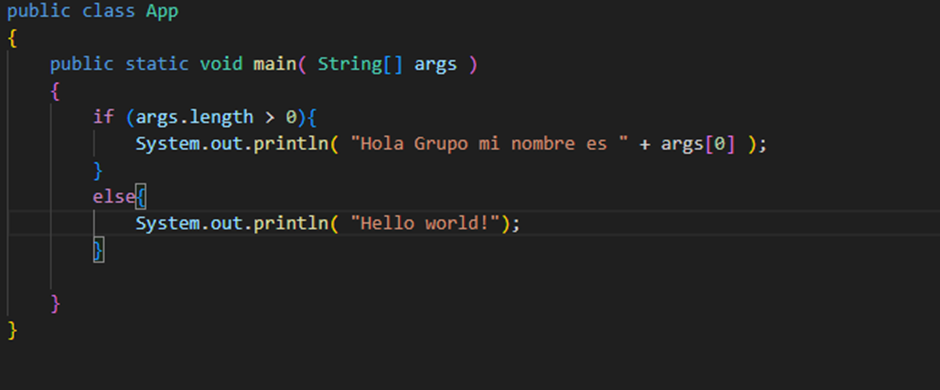 public class App
{
public static void main( String[] args )
{
if (args.length > 0){
System.out.println( "Hola Grupo mi nombre es " + args[0] );
}
else{
System.out.println( "Hello world!");
}
}
}